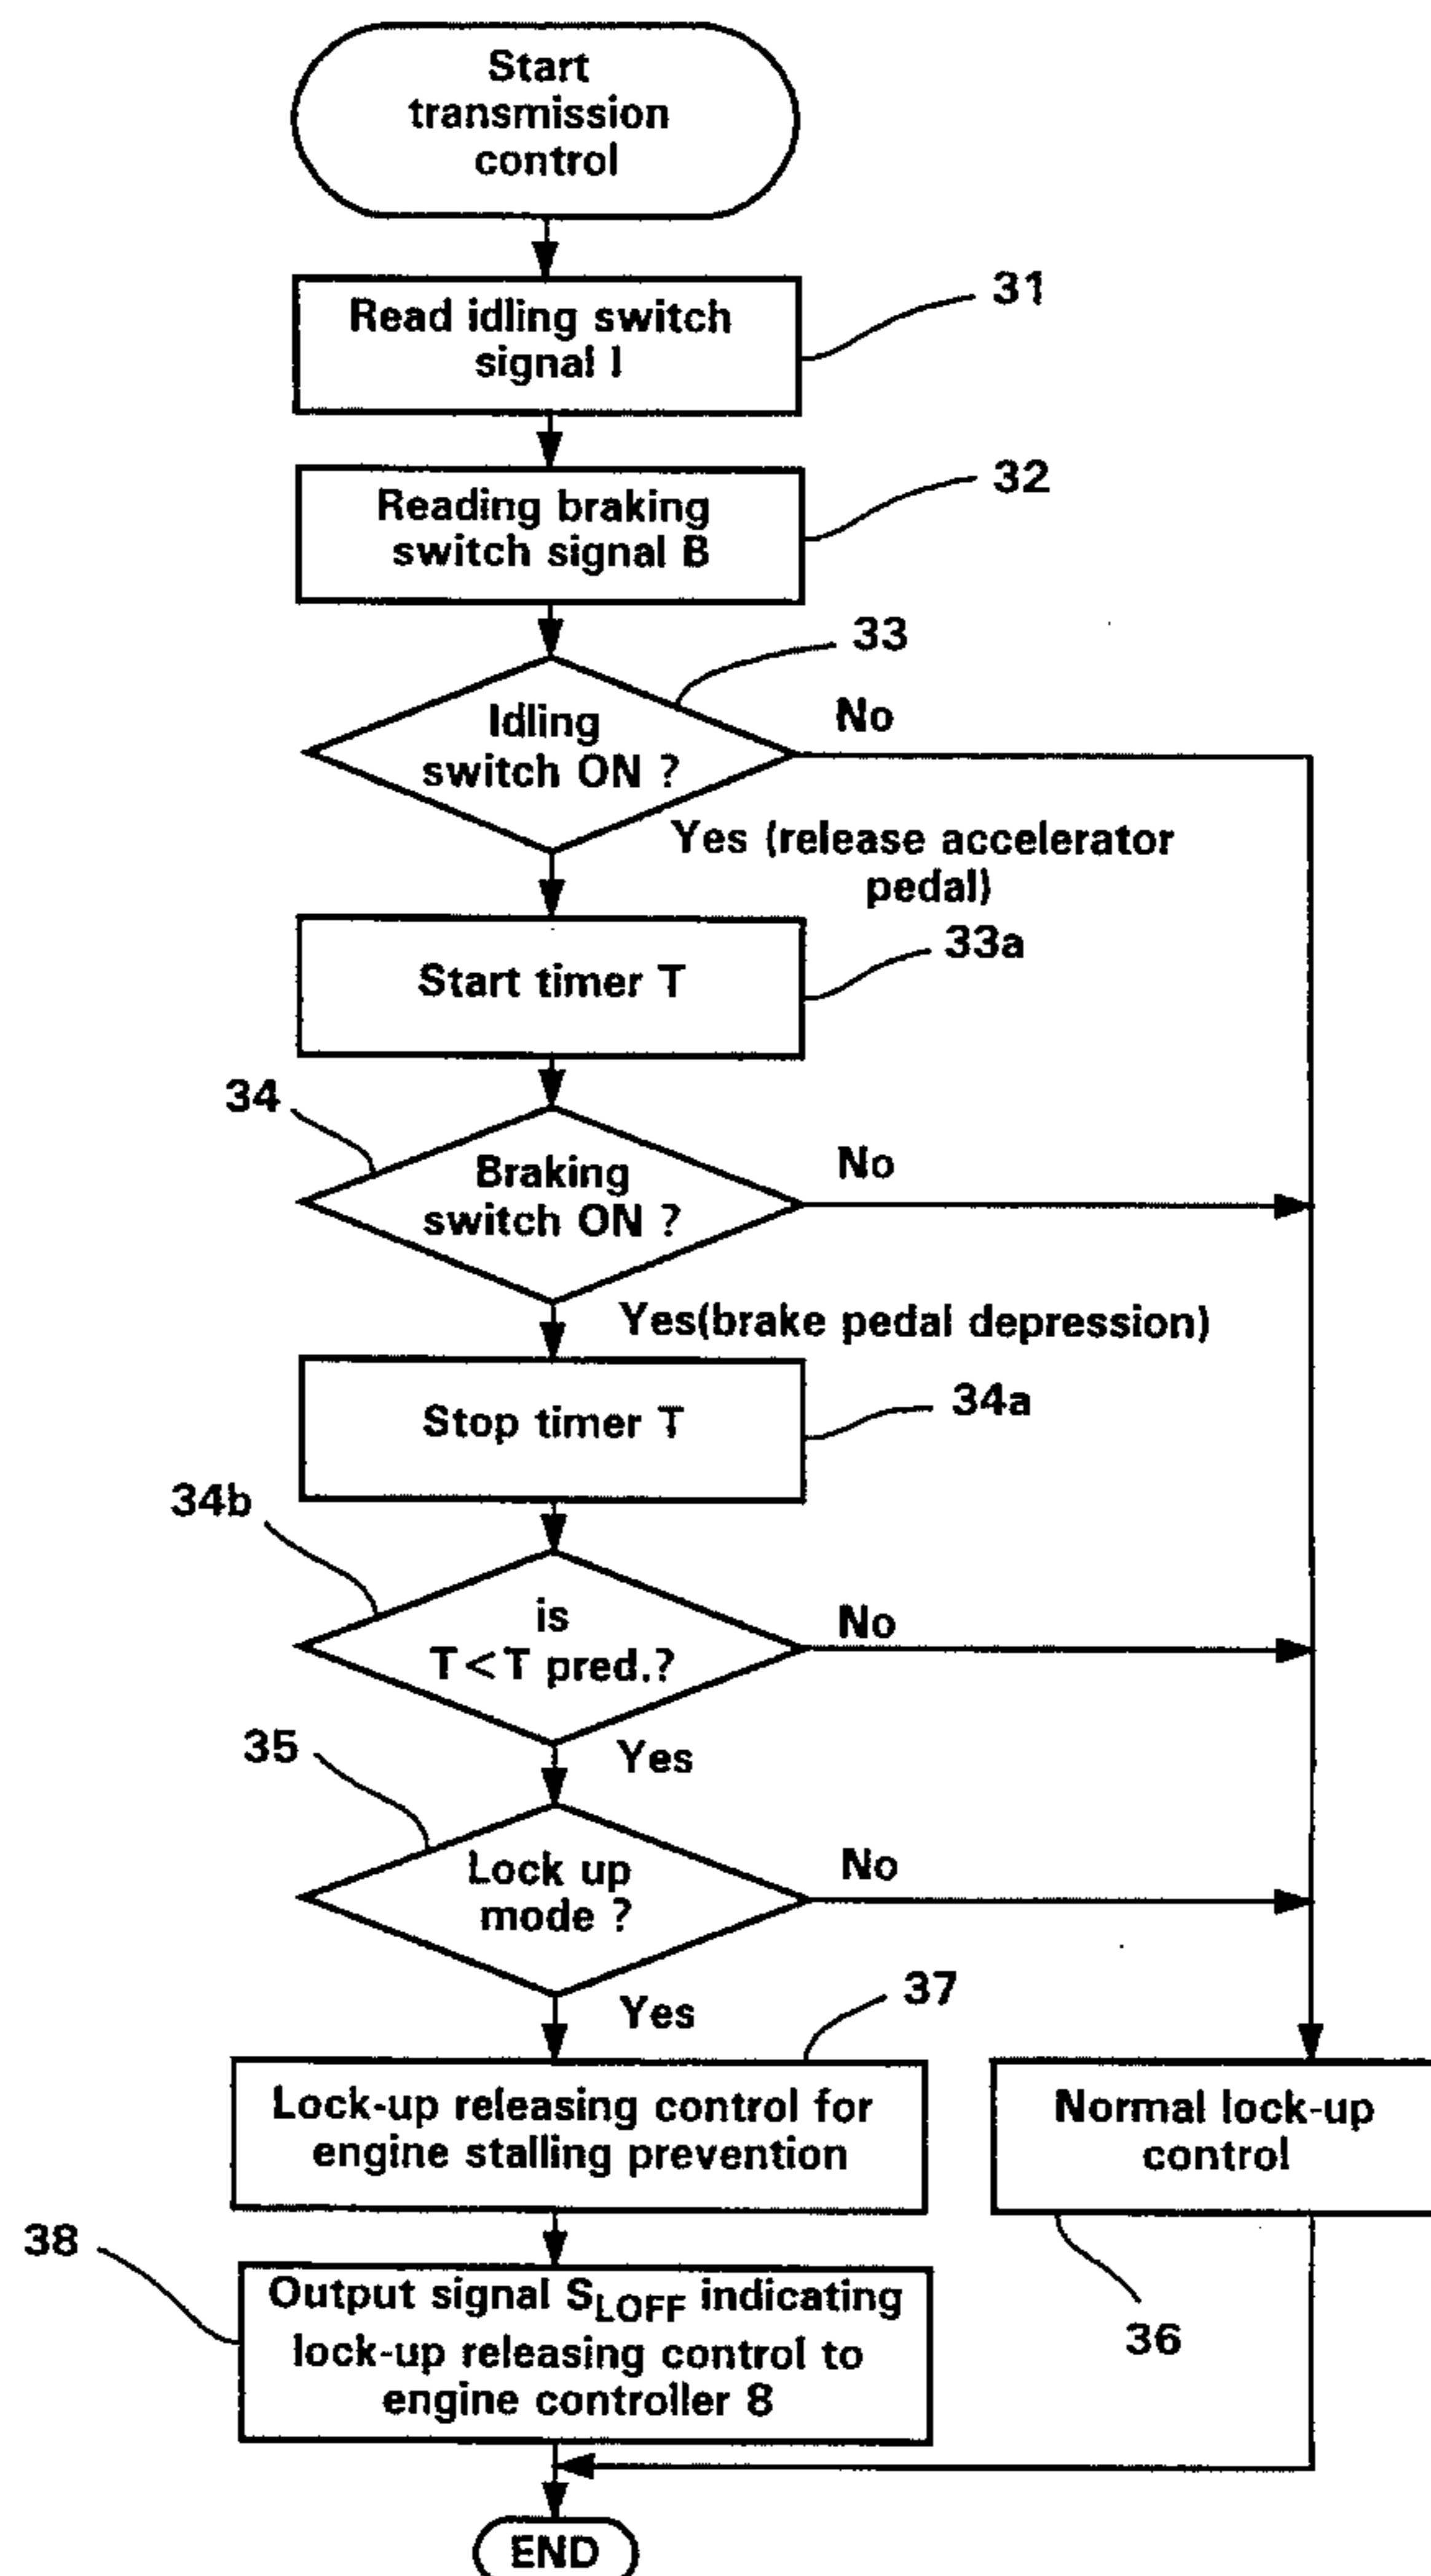 Start
transmission
control
Read idling switch
signal I
31
Reading braking
switch signal B
32
33
Idling
switch ON ?
No
Yes (release accelerator
pedal)
Start timer T
33a
34
Braking
switch ON ?
No
Yes(brake pedal depression)
Stop timer T
34a
34b
is
T<T pred.?
No
35
Yes
Lock up
mode ?
No
Yes
37
Lock-up releasing control for
engine stalling prevention
Normal lock-up
control
36
38
Output signal SLOFF indicating
lock-up releasing control to
engine controller 8
END